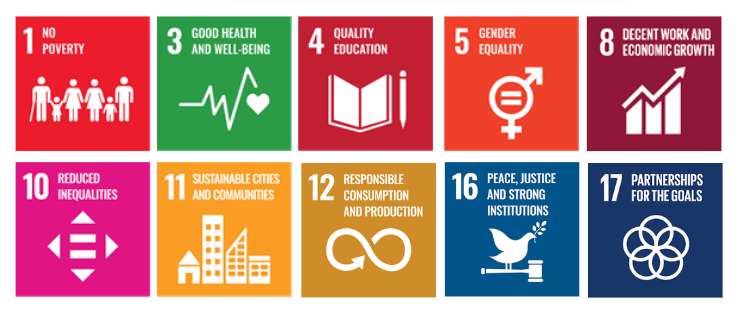 1 NO
POVERTY
3 GOOD HEALTH
AND WELL-BEING
4 QUALITY
EDUCATION
5 GENDER
EQUALITY
8 DECENT WORK AND
ECONOMIC GROWTH
10 REDUCED
INEQUALITIES
11 SUSTAINABLE CITIES
AND COMMUNITIES
12 RESPONSIBLE
CONSUMPTION
AND PRODUCTION
16 PEACE, JUSTICE
AND STRONG
INSTITUTIONS
17 PARTNERSHIPS
FOR THE GOALS